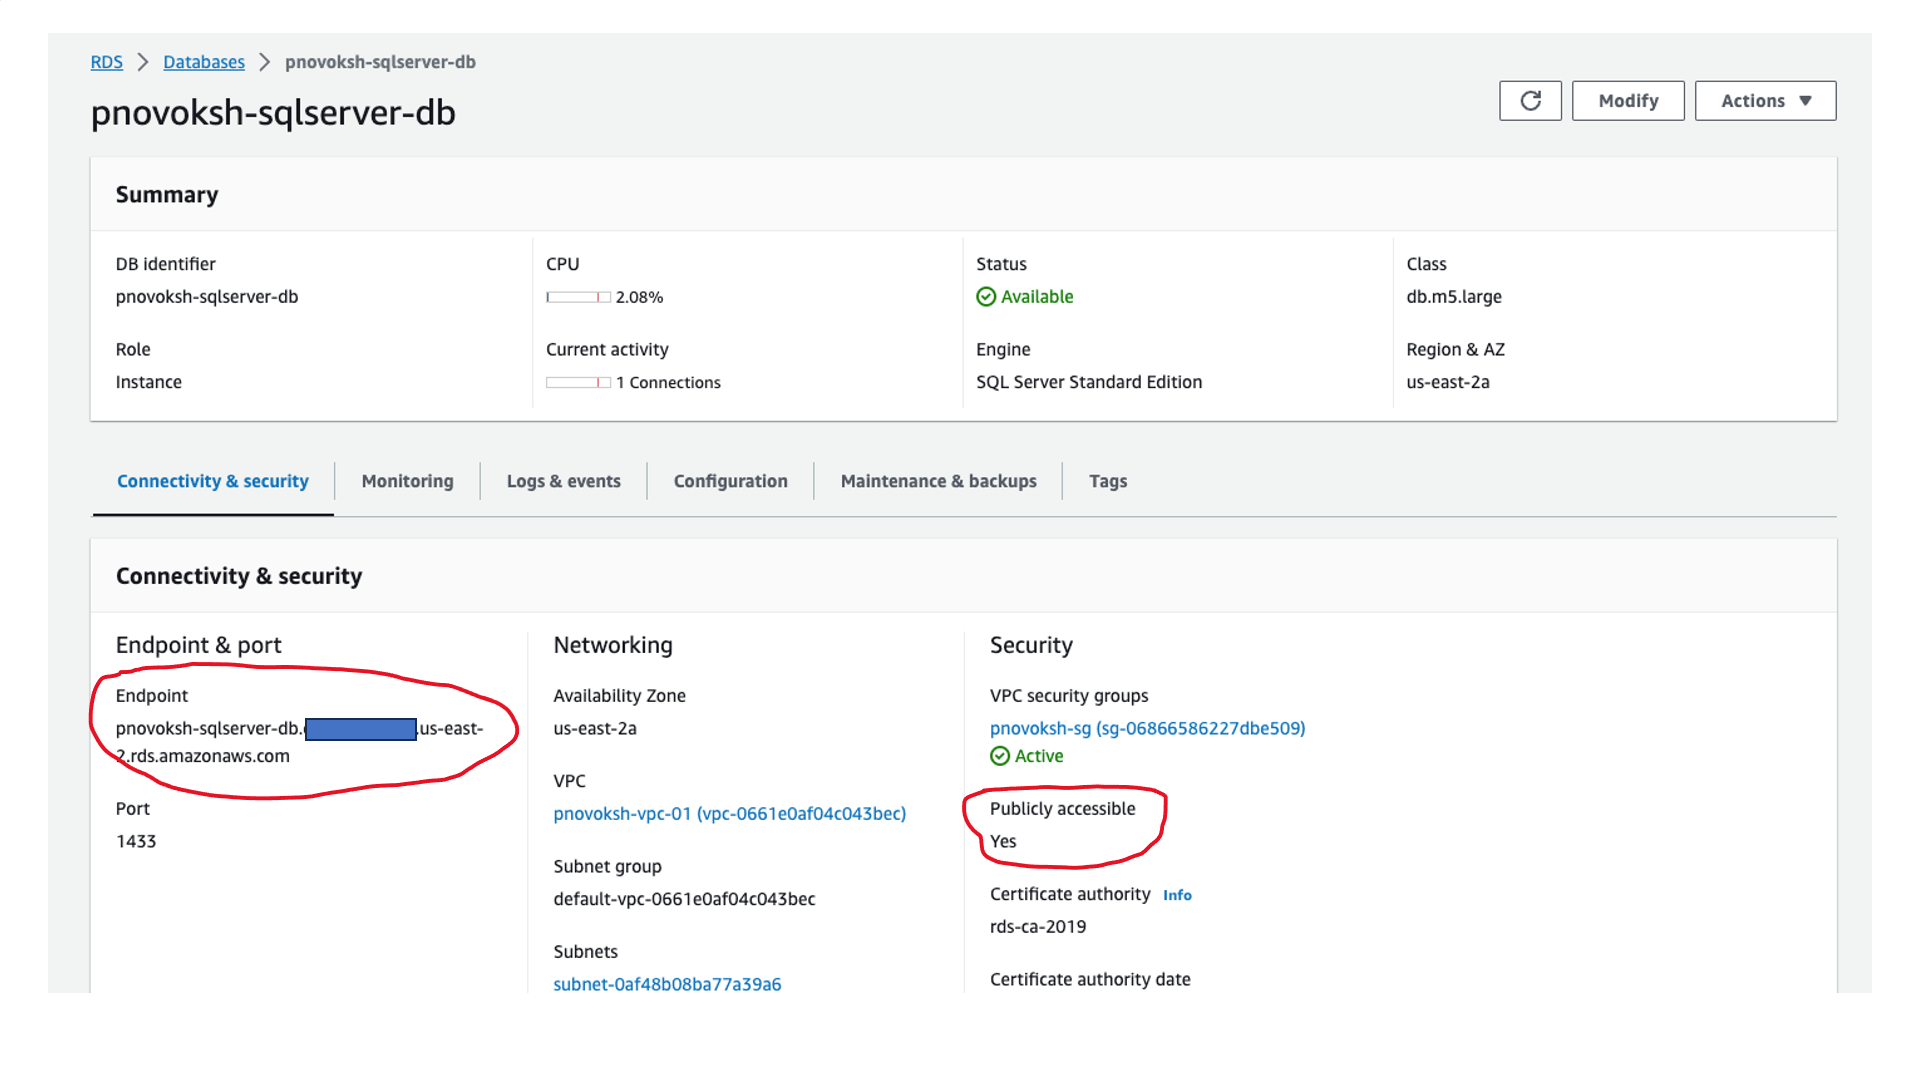 RDS > Databases > pnovoksh-sqlserver-db
pnovoksh-sqlserver-db
Modify
Actions
Summary
DB identifier
pnovoksh-sqlserver-db
CPU
2.08%
Status
Available
Class
db.m5.large
Role
Instance
Current activity
1 Connections
Engine
SQL Server Standard Edition
Region & AZ
us-east-2a
Connectivity & security
Monitoring
Logs & events
Configuration
Maintenance & backups
Tags
Connectivity & security
Endpoint & port
Endpoint
pnovoksh-sqlserver-db. .us-east-
2.rds.amazonaws.com
Port
1433
Networking
Availability Zone
us-east-2a
VPC
pnovoksh-vpc-01 (vpc-0661e0af04c043bec)
Subnet group
default-vpc-0661e0af04c043bec
Subnets
subnet-0af48b08ba77a39a6
Security
VPC security groups
pnovoksh-sg (sg-06866586227dbe509)
Active
Publicly accessible
Yes
Certificate authority Info
rds-ca-2019
Certificate authority date